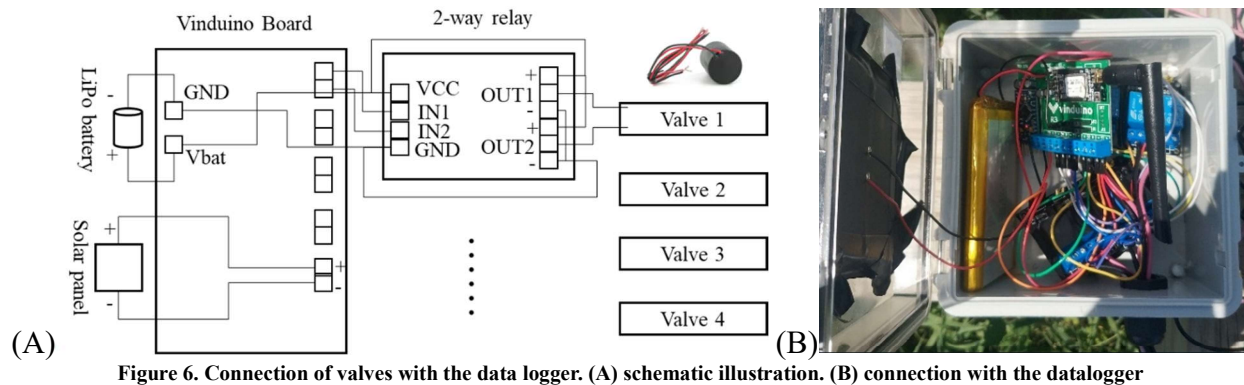 Vinduino Board
2-way relay
LiPo battery
-
+
GND
Vbat
Solar panel
+
-
+
-
VCC
IN1
IN2
GND
+
OUT1
-
+
OUT2
-
Valve 1
Valve 2
Valve 3
Valve 4
(A)
vinduino
(B)
Figure 6. Connection of valves with the data logger. (A) schematic illustration. (B) connection with the datalogger